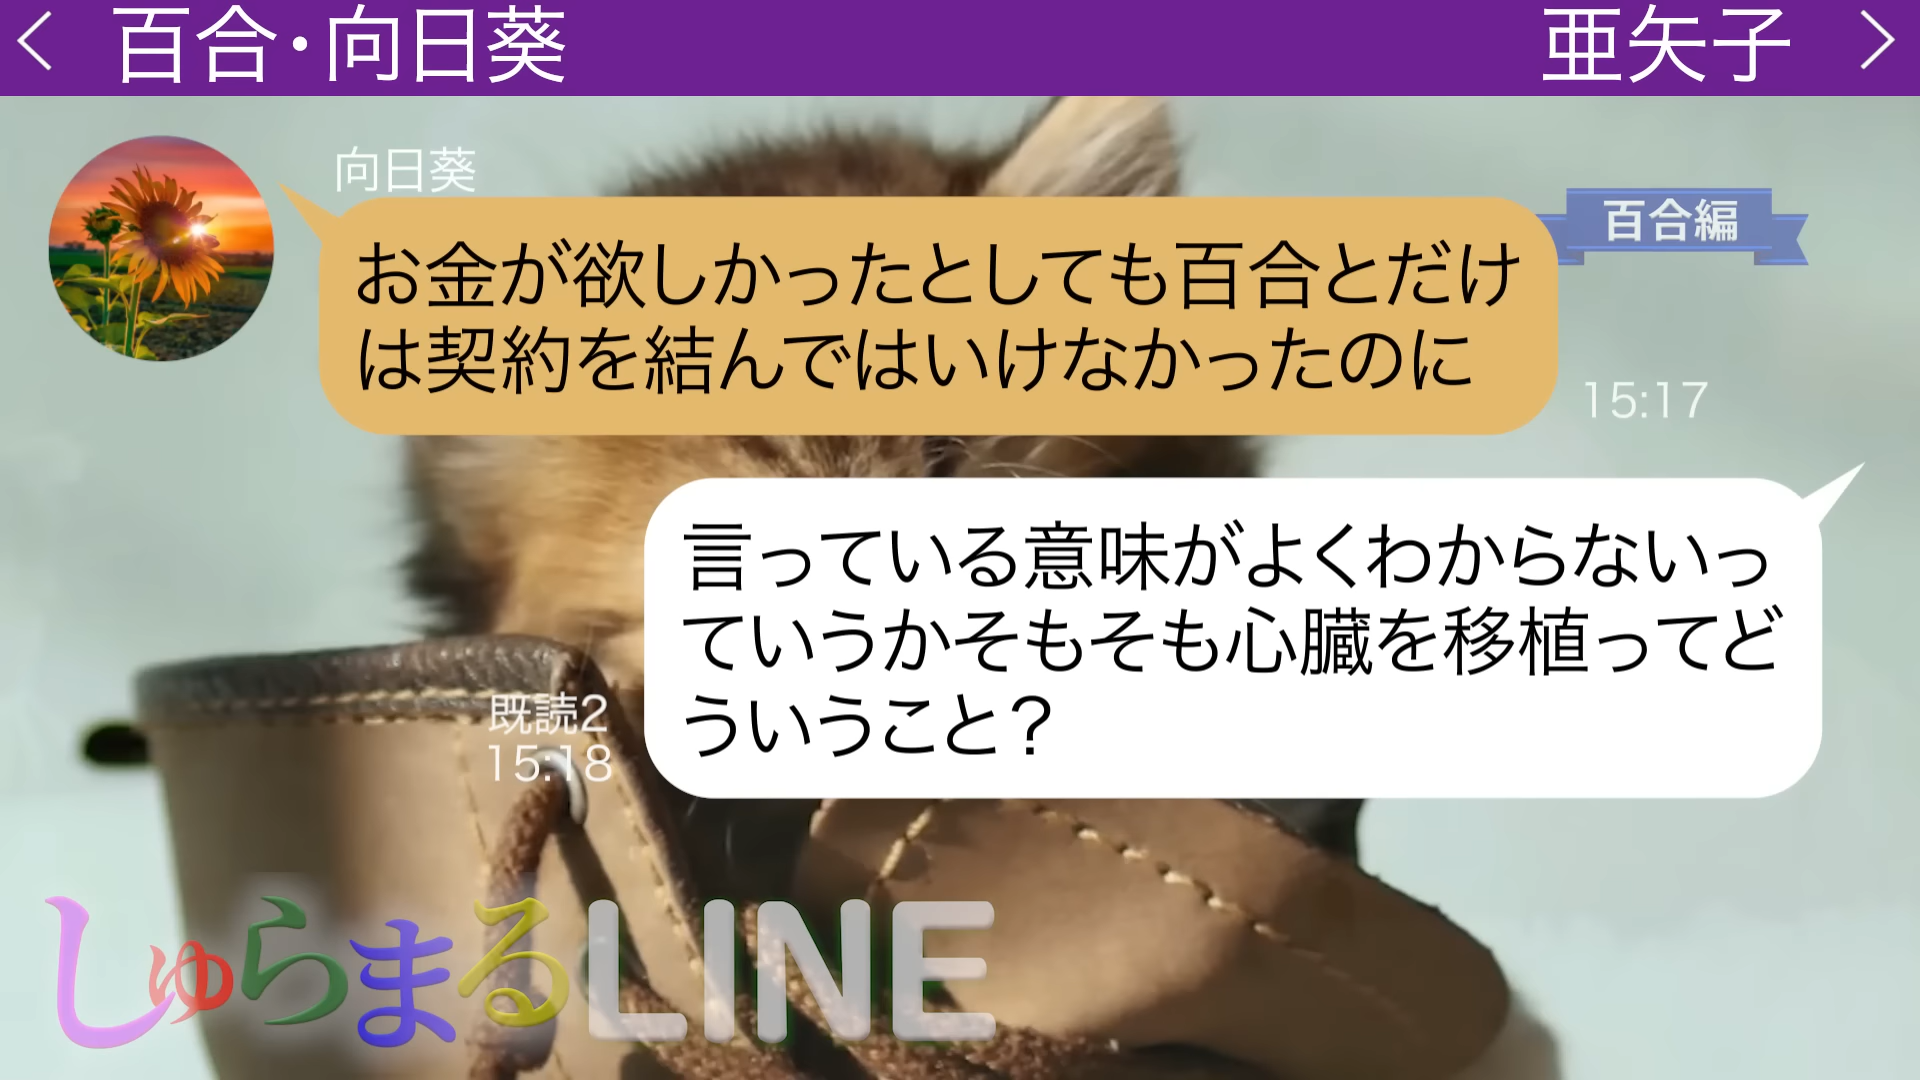 百合・向日葵
亜矢子
向日葵
百合編
お金が欲しかったとしても百合とだけ
は契約を結んではいけなかったのに
15:17
言っている意味がよくわからないっ
ていうかそもそも心臓を移植ってど
ういうこと？
既読2
15:18
しゅらまるLINE